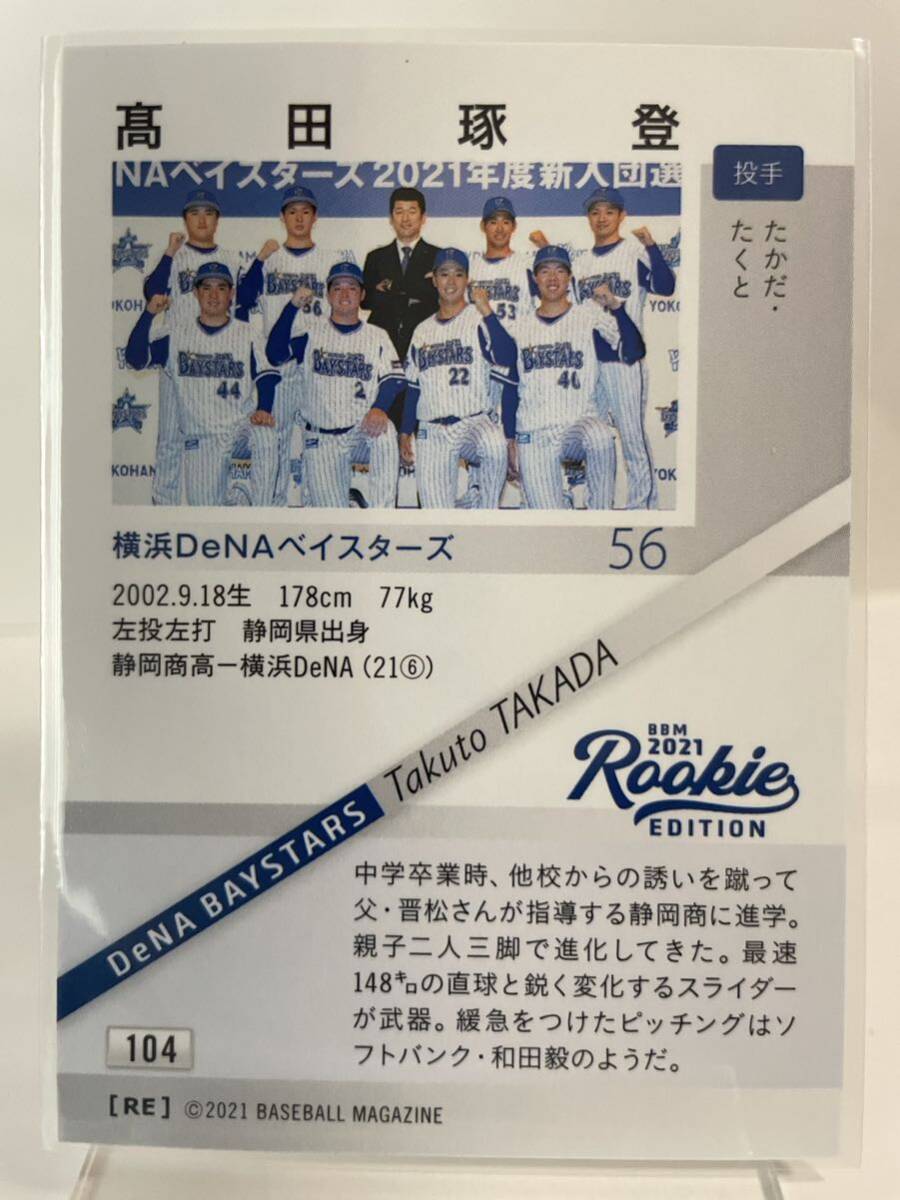 髙田琢登
投手
たかだ・
たくと
NAベイスターズ2021年度新入団選
YOKOHA
YOKO
56
53
BAYSTARS
44
BAYSTARS
2
BAYSTARS
22
BAYSTARS
46
KOHAN
YOK
横浜DeNAベイスターズ
56
2002.9.18生 178cm 77kg
左投左打 静岡県出身
静岡商高ー横浜DeNA(21⑥)
DeNA BAYSTARS Takuto TAKADA
BBM
2021
Rookie
EDITION
中学卒業時、他校からの誘いを蹴って
父・晋松さんが指導する静岡商に進学。
親子二人三脚で進化してきた。最速
148㌔の直球と鋭く変化するスライダー
が武器。緩急をつけたピッチングはソ
フトバンク・和田毅のようだ。
104
[RE] ©2021 BASEBALL MAGAZINE